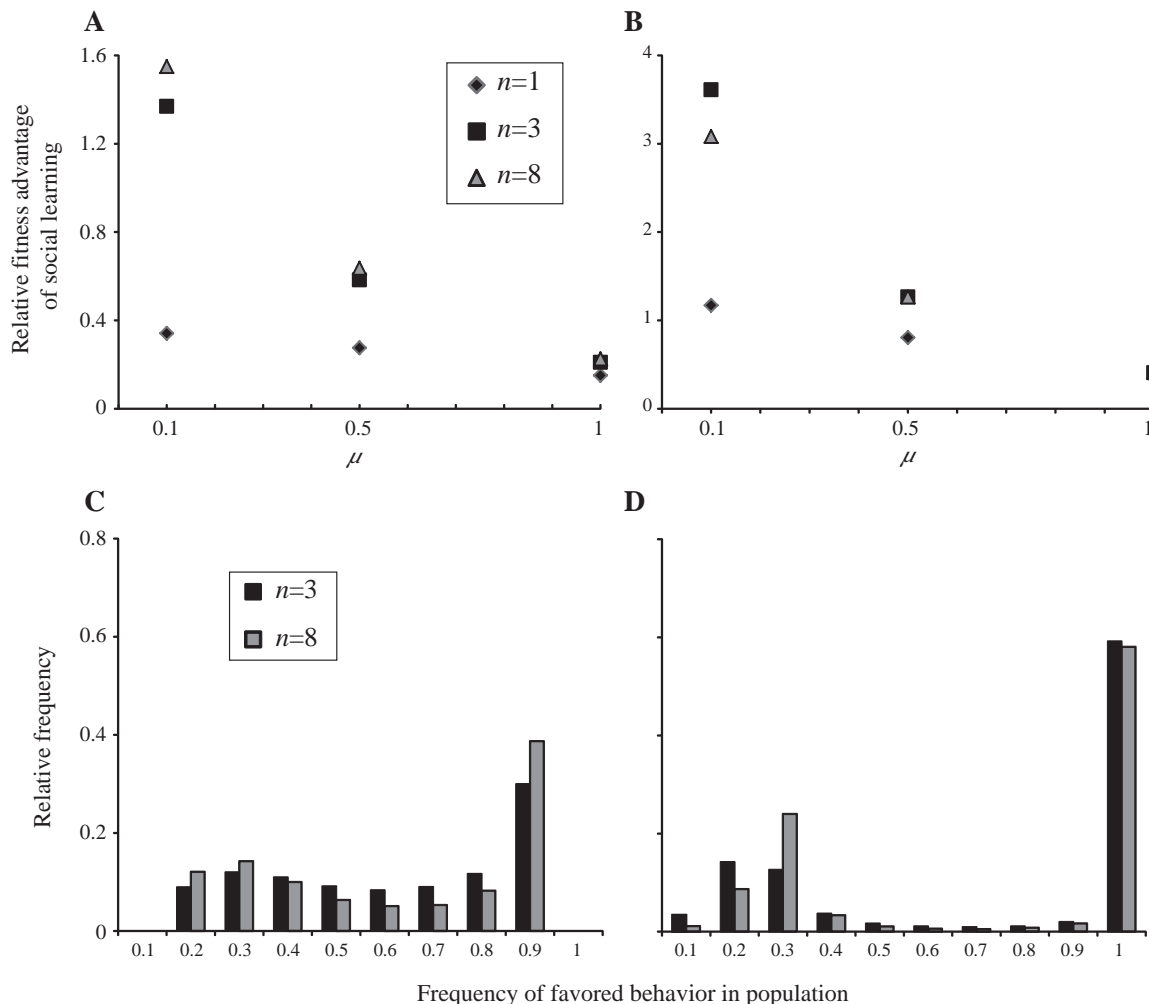 A
B
Relative fitness advantage
of social learning
1.6
1.2
0.8
0.4
0
n=1
n=3
n=8
0.1
0.5
1
μ
4
3
2
1
0
0.1
0.5
1
μ
C
D
Relative frequency
0.8
0.6
0.4
0.2
0
n=3
n=8
0.1 0.2 0.3 0.4 0.5 0.6 0.7 0.8 0.9 1
0.1 0.2 0.3 0.4 0.5 0.6 0.7 0.8 0.9 1
Frequency of favored behavior in population